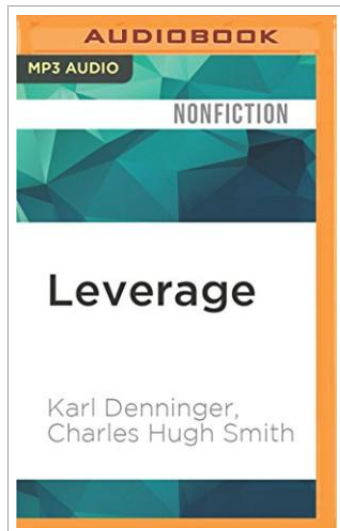 AUDIOBOOK
MP3 AUDIO
NONFICTION
Leverage
Karl Denninger,
Charles Hugh Smith